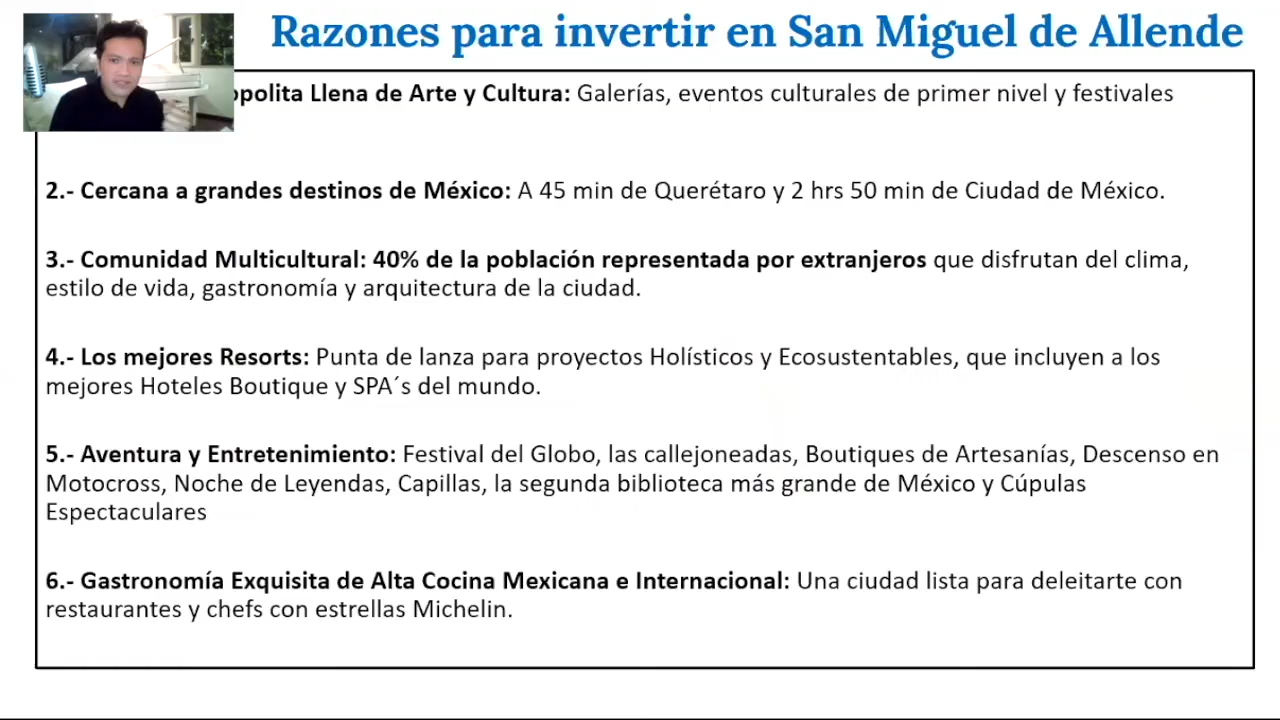 Razones para invertir en San Miguel de Allende
opolita Llena de Arte y Cultura: Galerías, eventos culturales de primer nivel y festivales
2.- Cercana a grandes destinos de México: A 45 min de Querétaro y 2 hrs 50 min de Ciudad de México.
3.- Comunidad Multicultural: 40% de la población representada por extranjeros que disfrutan del clima,
estilo de vida, gastronomía y arquitectura de la ciudad.
4.- Los mejores Resorts: Punta de lanza para proyectos Holísticos y Ecosustentables, que incluyen a los
mejores Hoteles Boutique y SPA´s del mundo.
5.- Aventura y Entretenimiento: Festival del Globo, las callejoneadas, Boutiques de Artesanías, Descenso en
Motocross, Noche de Leyendas, Capillas, la segunda biblioteca más grande de México y Cúpulas
Espectaculares
6.- Gastronomía Exquisita de Alta Cocina Mexicana e Internacional: Una ciudad lista para deleitarte con
restaurantes y chefs con estrellas Michelin.